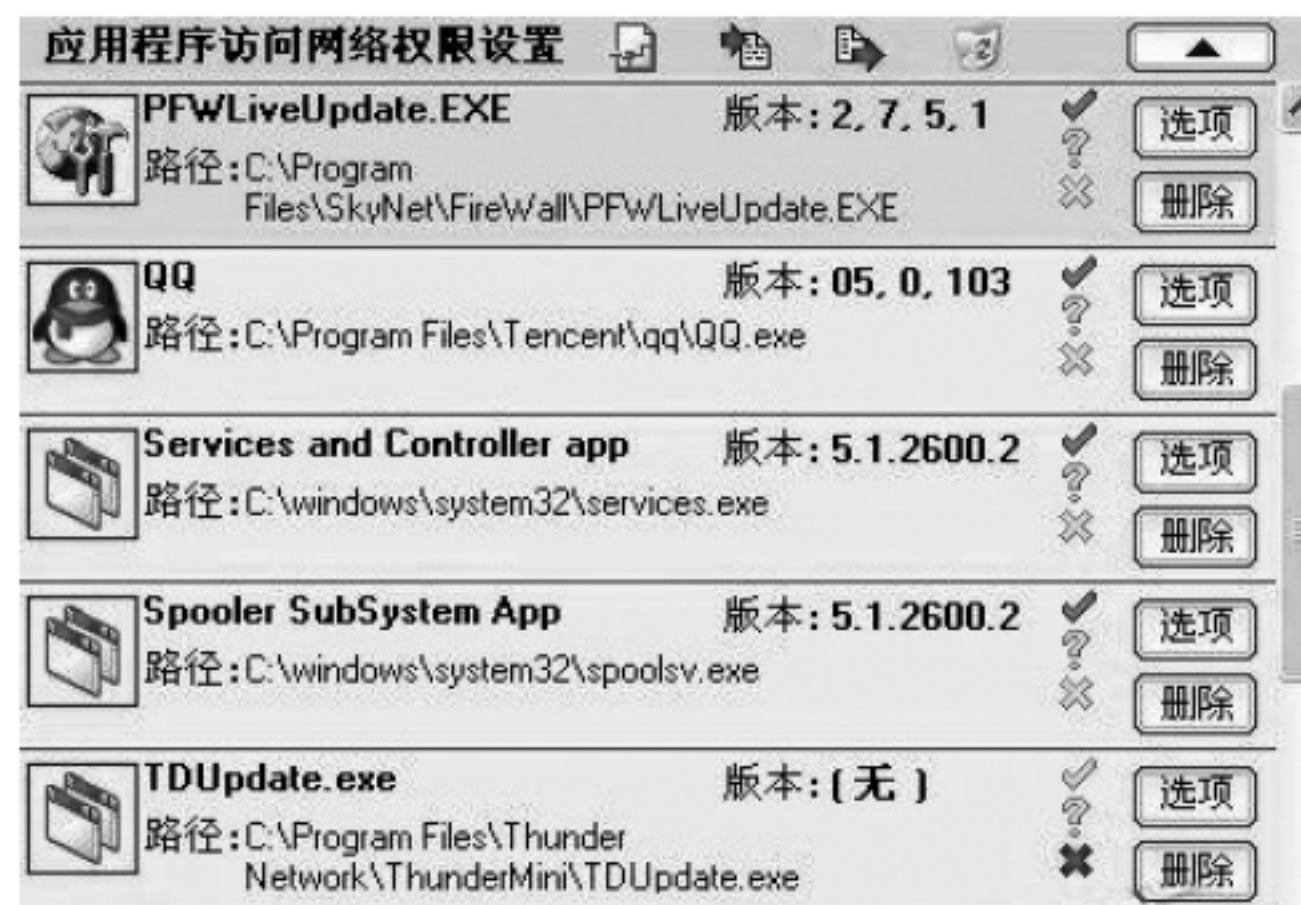 应用程序访问网络权限设置
PFWLiveUpdate.EXE 版本: 2, 7, 5, 1 选项
路径:C:\Program
Files\SkyNet\FireWall\PFWLiveUpdate.EXE 删除
QQ 版本: 05, 0, 103 选项
路径:C:\Program Files\Tencent\qq\QQ.exe 删除
Services and Controller app 版本: 5.1.2600.2 选项
路径:C:\windows\system32\services.exe 删除
Spooler SubSystem App 版本: 5.1.2600.2 选项
路径:C:\windows\system32\spoolsv.exe 删除
TDUpdate.exe 版本: (无) 选项
路径:C:\Program Files\Thunder
Network\ThunderMini\TDUpdate.exe 删除